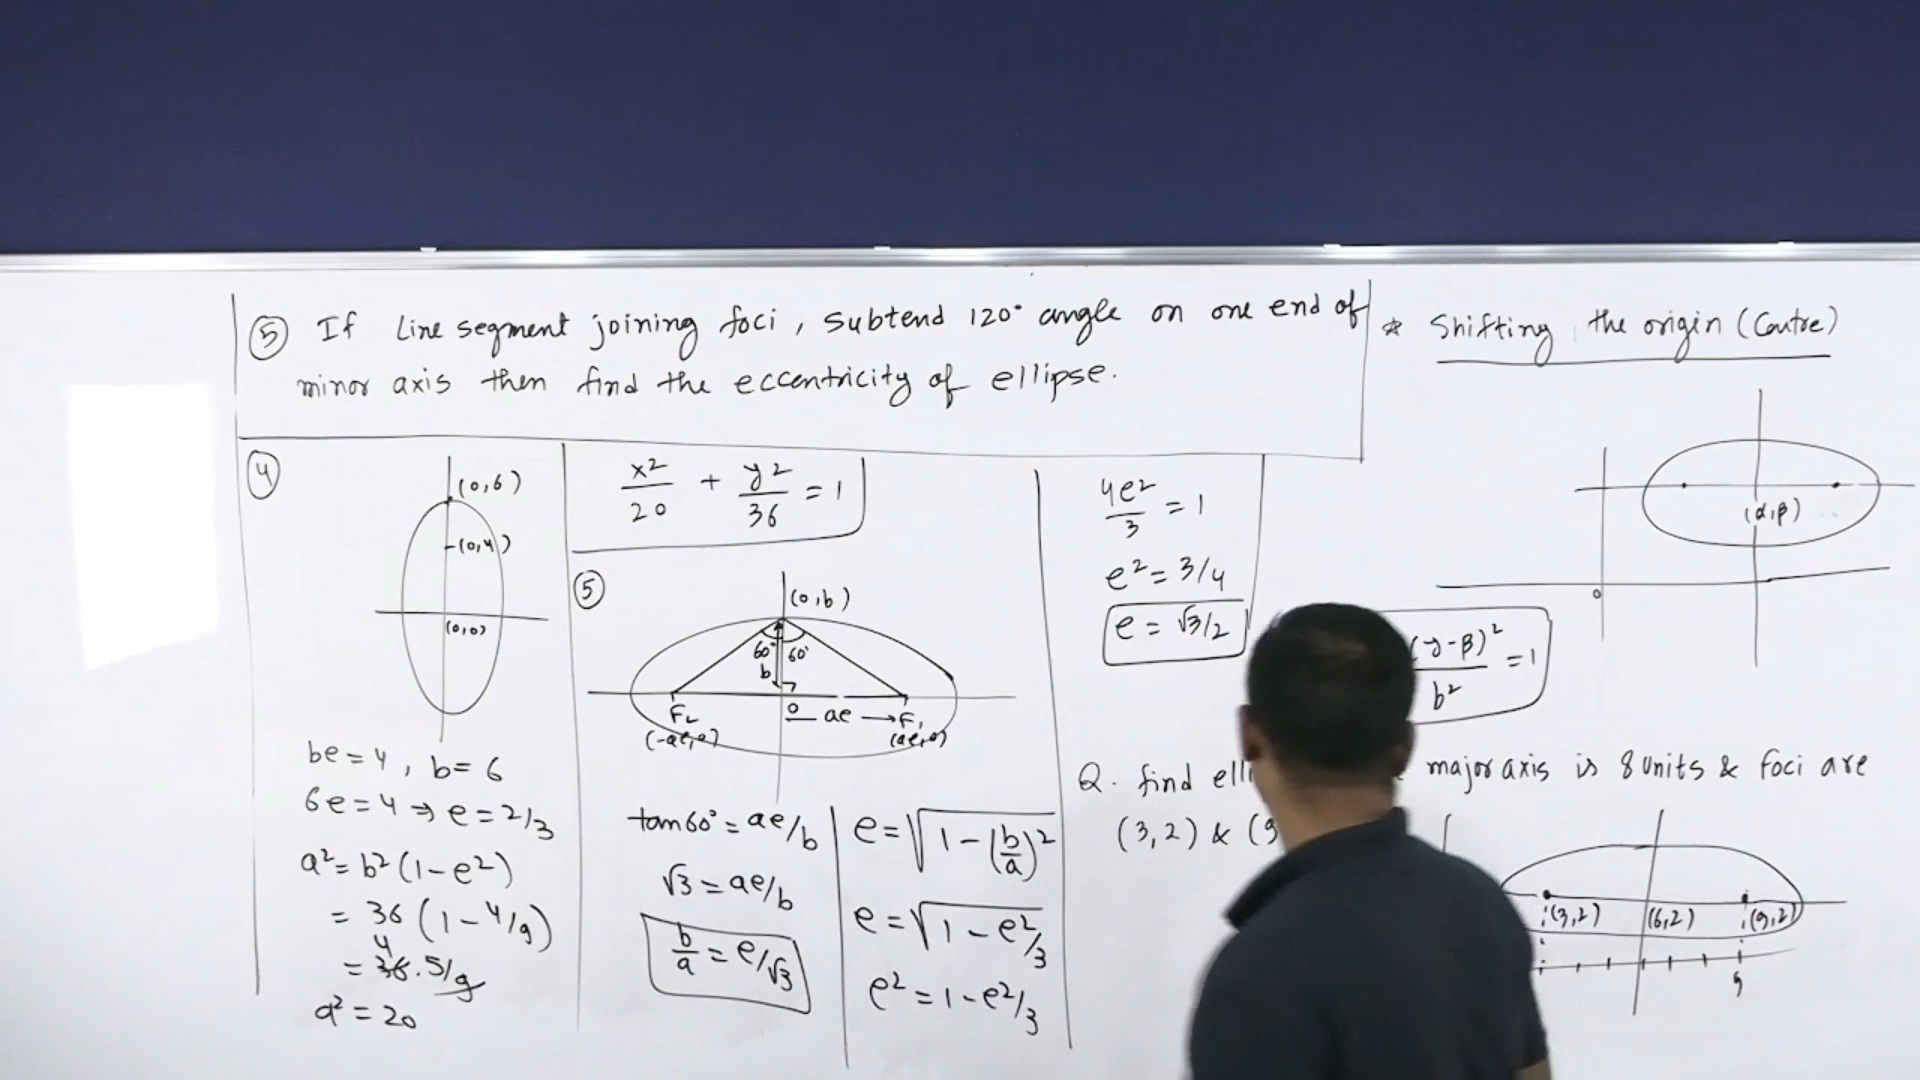 ⑤ If Line segment joining foci, Subtend 120° angle on one end of
minor axis then find the eccentricity of ellipse.
④
(0,6)
(0,4)
(0,0)
be = 4, b = 6
6e = 4 ⇒ e = 2/3
a² = b²(1-e²)
= 36 (1 - 4/9)
4
= 36.5/9
a² = 20
x²/20 + y²/36 = 1
⑤
(0,b)
60° 60°
b
F₂ 0 ae → F₁
(-ae,0) (ae,0)
tan60° = ae/b
√3 = ae/b
b/a = e/√3
e = √(1 - (b/a)²)
e = √(1 - e²/3)
e² = 1 - e²/3
4e²/3 = 1
e² = 3/4
e = √3/2
* Shifting the origin (Centre)
(α,β)
0
(y-β)²/b² = 1
Q. find major axis is 8 units & foci are
(3,2) &
(3,2) (6,2) (9,2)
9